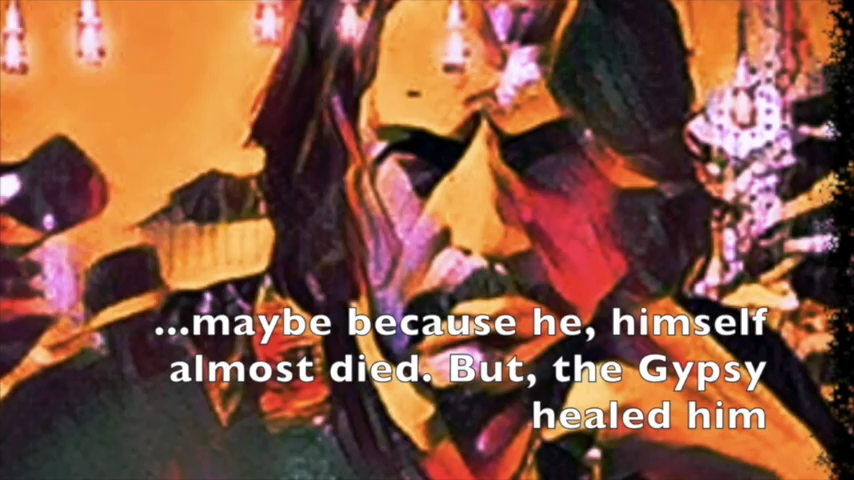 ...maybe because he, himself
almost died. But, the Gypsy
healed him